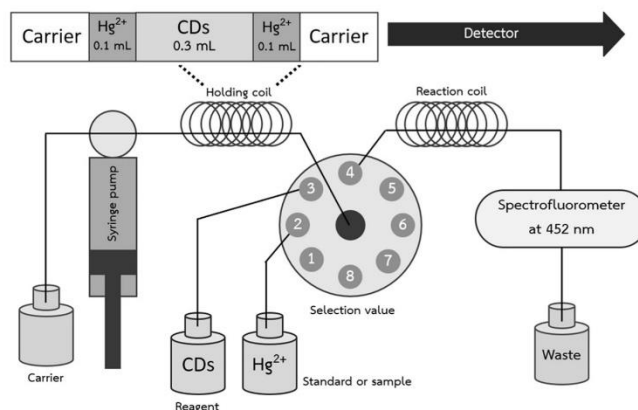 Carrier
Hg2+
0.1 mL
CDs
0.3 mL
Hg2+
0.1 mL
Carrier
Detector
Holding coil
Reaction coil
Syringe pump
1
2
3
4
5
6
7
8
Selection value
Spectrofluorometer
at 452 nm
Carrier
CDs
Reagent
Hg2+
Standard or sample
Waste